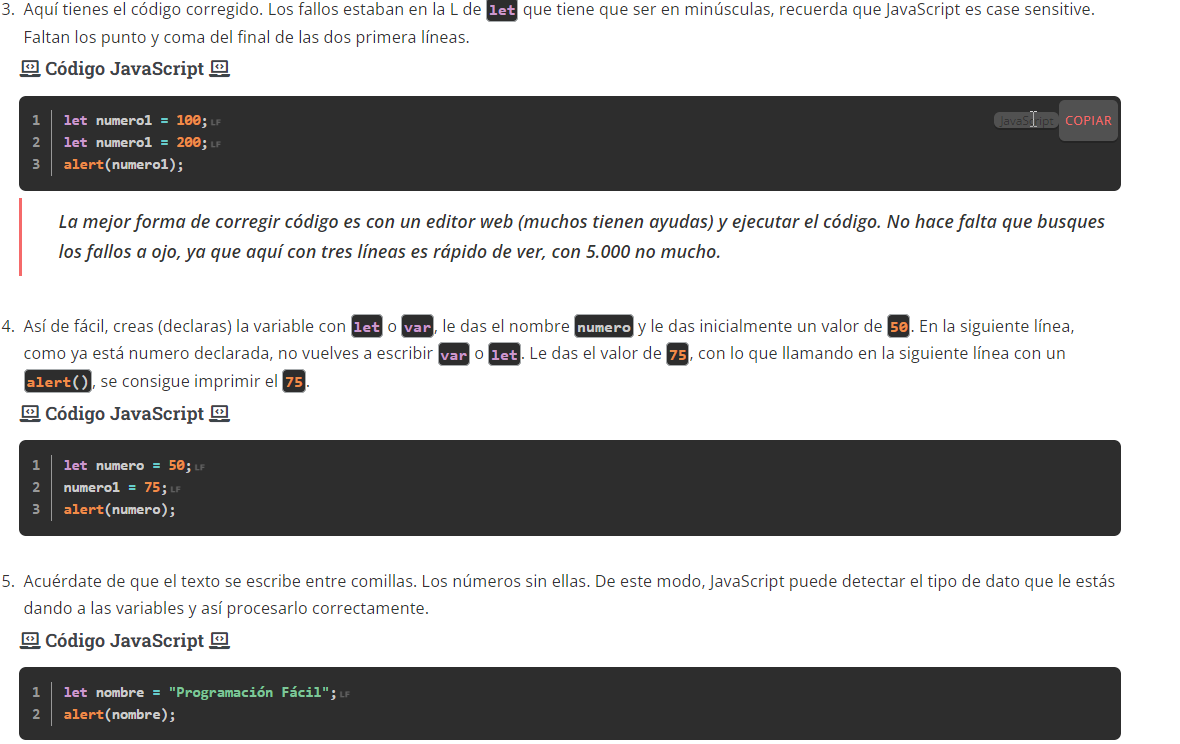 3. Aquí tienes el código corregido. Los fallos estaban en la L de let que tiene que ser en minúsculas, recuerda que JavaScript es case sensitive.
Faltan los punto y coma del final de las dos primera líneas.
Código JavaScript
JavaScript COPIAR
1 let numero1 = 100; LF
2 let numero1 = 200; LF
3 alert(numero1);
La mejor forma de corregir código es con un editor web (muchos tienen ayudas) y ejecutar el código. No hace falta que busques
los fallos a ojo, ya que aquí con tres líneas es rápido de ver, con 5.000 no mucho.
4. Así de fácil, creas (declaras) la variable con let o var, le das el nombre numero y le das inicialmente un valor de 50. En la siguiente línea,
como ya está numero declarada, no vuelves a escribir var o let. Le das el valor de 75, con lo que llamando en la siguiente línea con un
alert(), se consigue imprimir el 75.
Código JavaScript
1 let numero = 50; LF
2 numero1 = 75; LF
3 alert(numero);
5. Acuérdate de que el texto se escribe entre comillas. Los números sin ellas. De este modo, JavaScript puede detectar el tipo de dato que le estás
dando a las variables y así procesarlo correctamente.
Código JavaScript
1 let nombre = "Programación Fácil"; LF
2 alert(nombre);